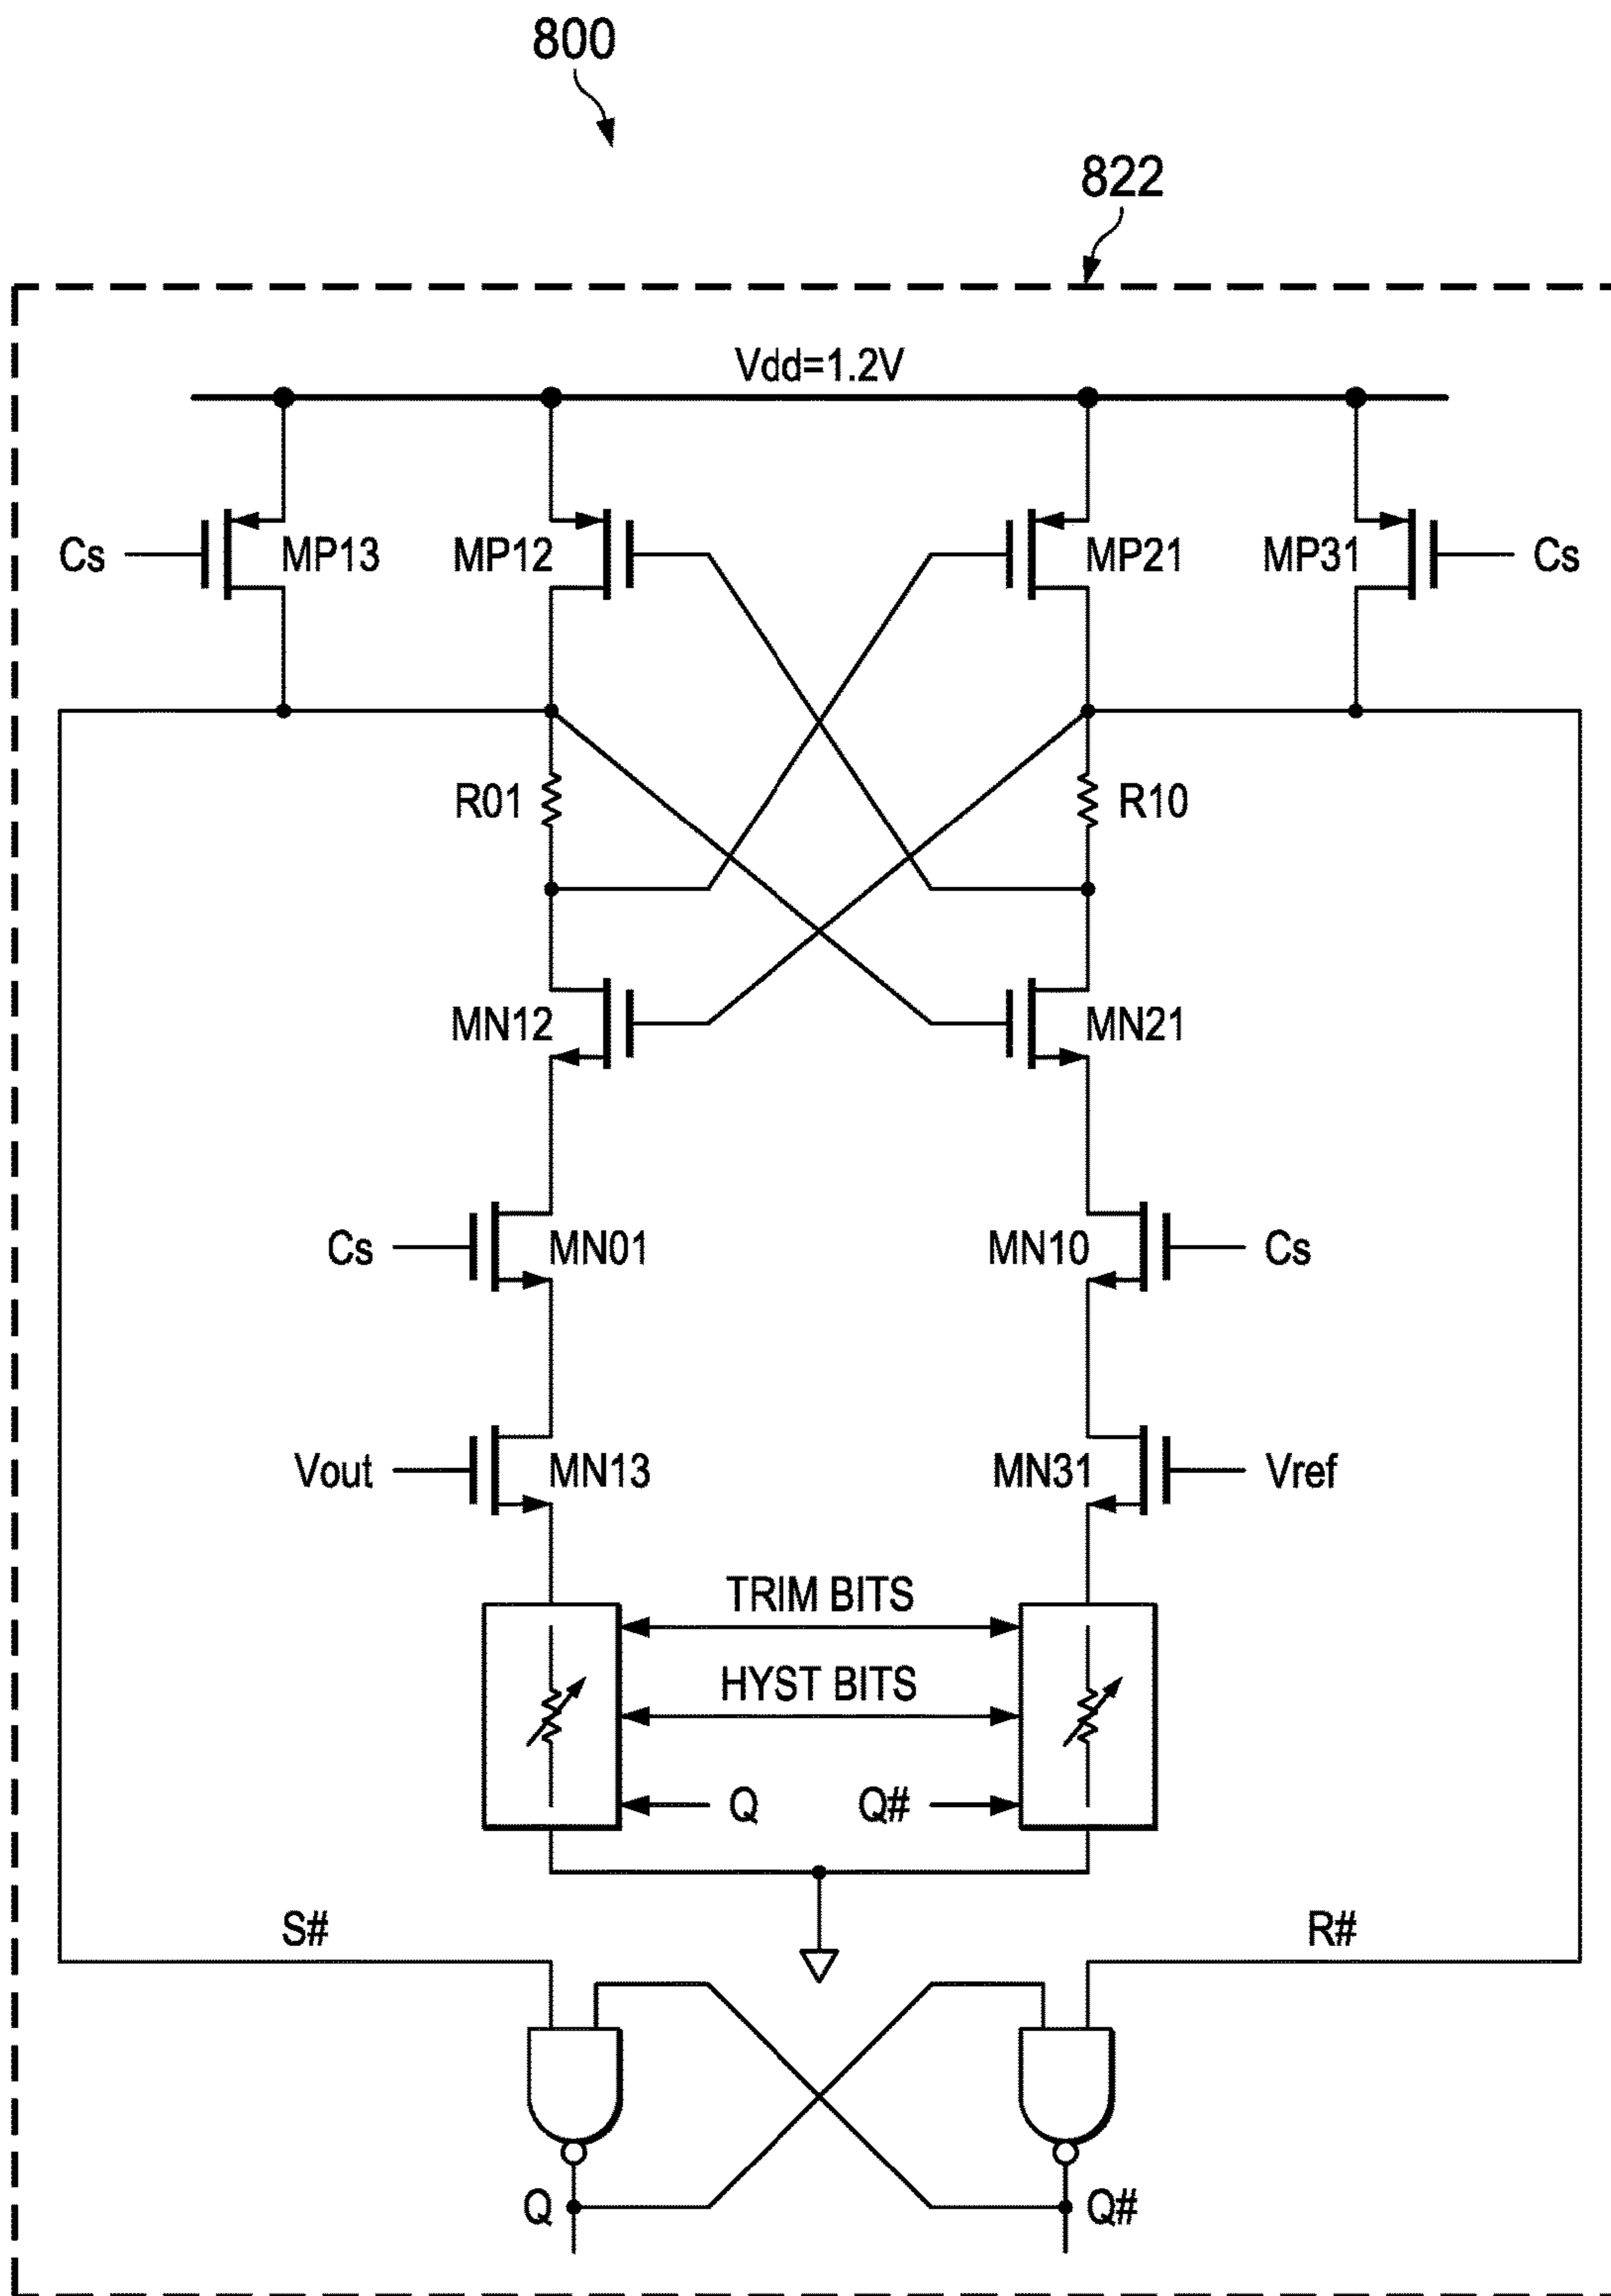 800
822
Vdd=1.2V
Cs MP13 MP12 MP21 MP31 Cs
R01 R10
MN12 MN21
Cs MN01 MN10 Cs
Vout MN13 MN31 Vref
TRIM BITS
HYST BITS
Q Q#
S# R#
Q Q#